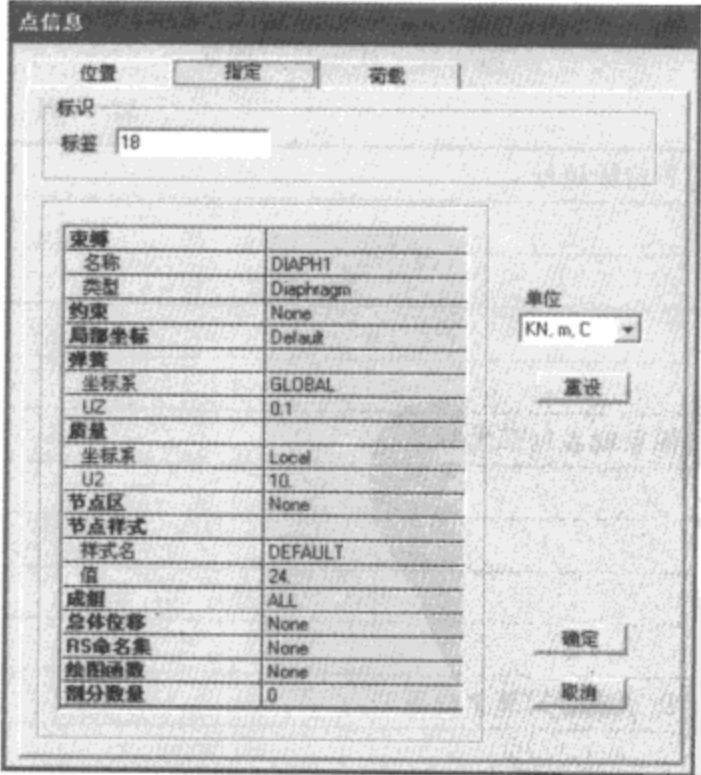 点信息
位置 指定 荷载
标识
标签 18
束缚
名称 DIAPH1
类型 Diaphragm
约束 None
局部坐标 Default
弹簧
坐标系 GLOBAL
UZ 0.1
质量
坐标系 Local
U2 10.
节点区 None
节点样式
样式名 DEFAULT
值 24.
成组 ALL
总体位移 None
RS命名集 None
绘图函数 None
剖分数量 0
单位
KN, m, C
重设
确定
取消